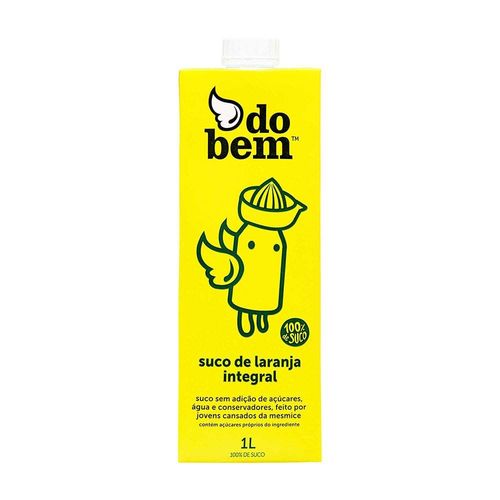 do
bem™
100%
de SUCO
suco de laranja
integral
suco sem adição de açúcares,
água e conservadores, feito por
jovens cansados da mesmice
contém açúcares próprios do ingrediente
1L
100% DE SUCO